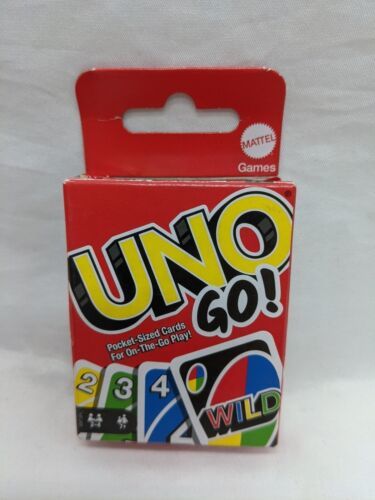 MATTEL
Games
UNO®
GO!
Pocket-Sized Cards
For On-The-Go Play!
2 3 4 WILD